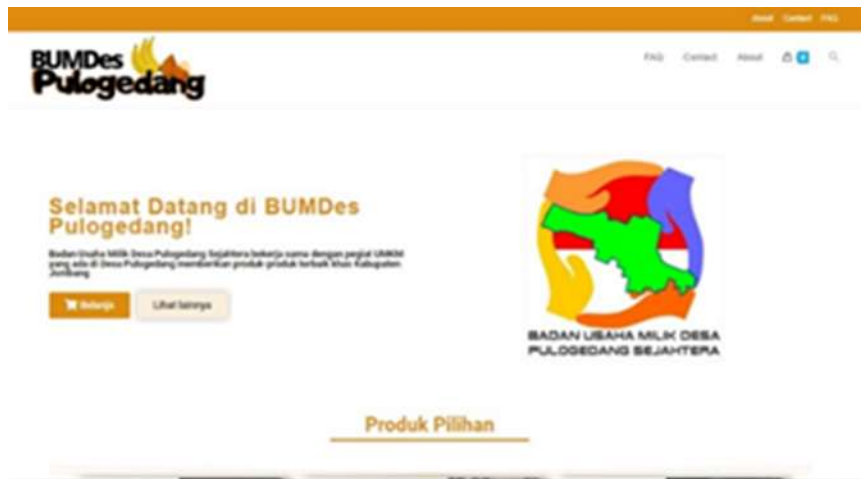 About Contact FAQ
BUMDes
Pulogedang
FAQ Contact About
Selamat Datang di BUMDes
Pulogedang!
Badan Usaha Milik Desa Pulogedang Sejahtera bekerja sama dengan pegiat UMKM
yang ada di Desa Pulogedang memberikan produk produk terbaik khas Kabupaten
Jombang
Belanja Lihat lainnya
BADAN USAHA MILIK DESA
PULOGEDANG SEJAHTERA
Produk Pilihan